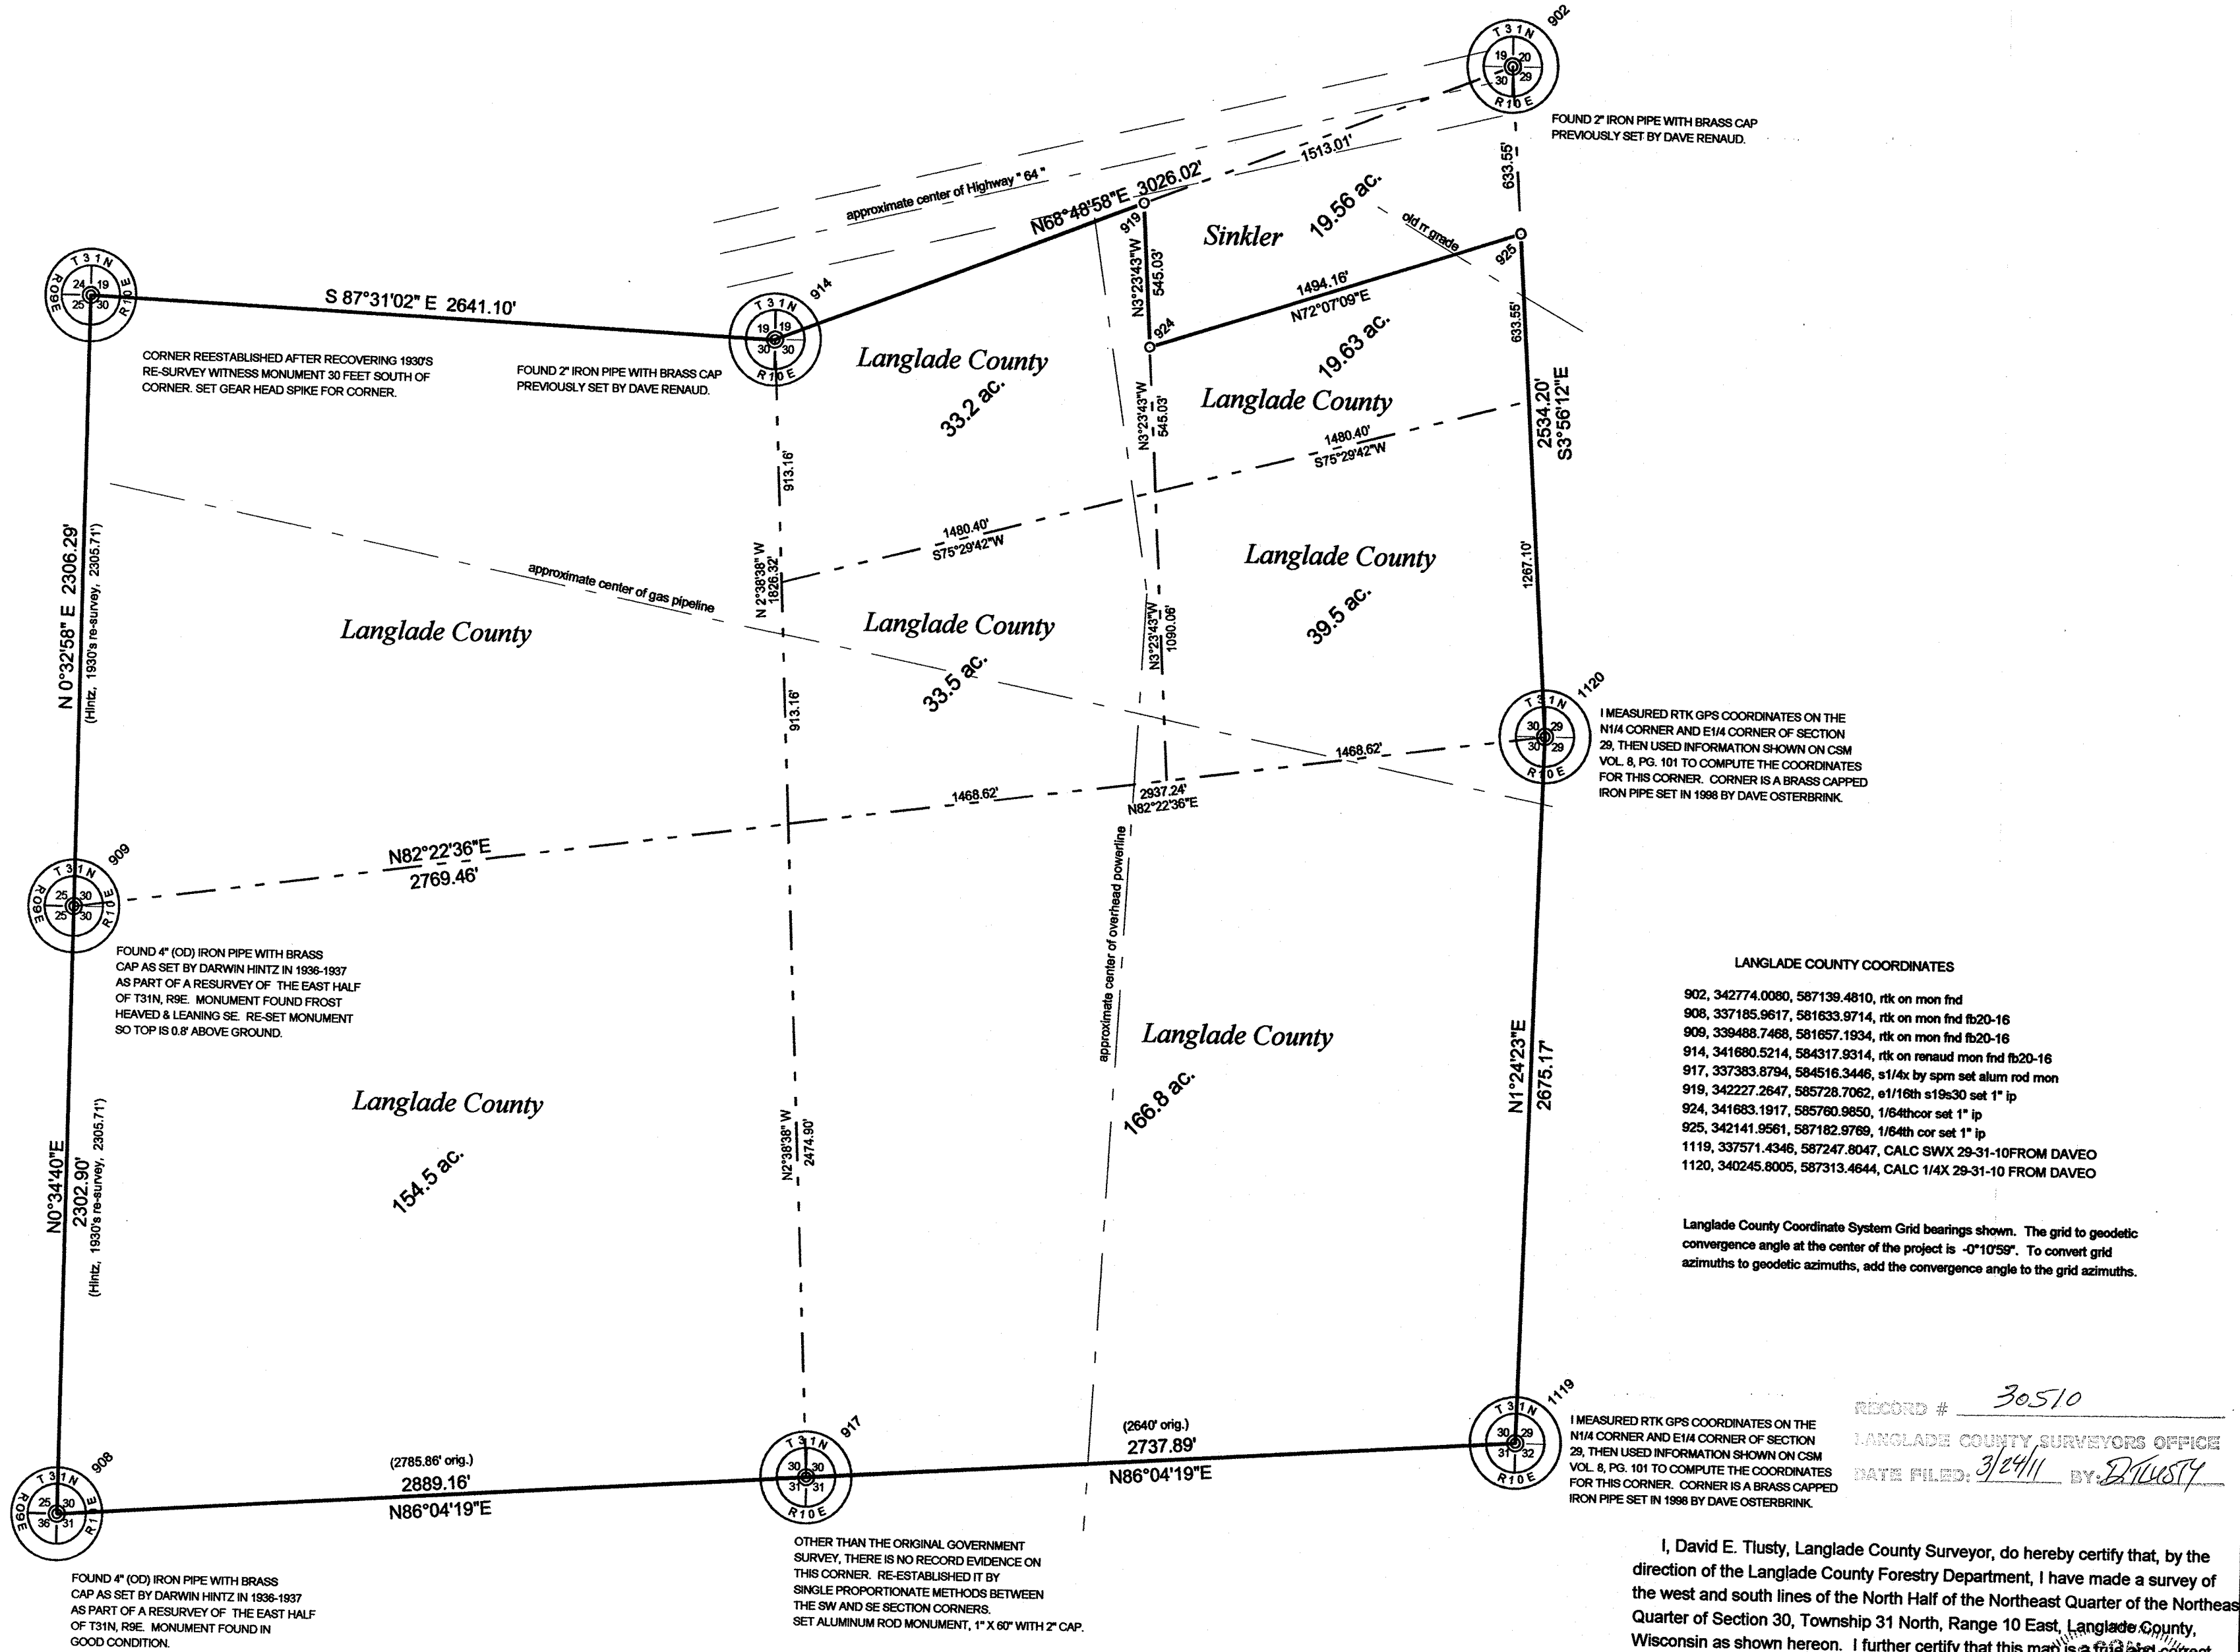 902
T 3 1 N
19 20
30 29
R10E
FOUND 2" IRON PIPE WITH BRASS CAP
PREVIOUSLY SET BY DAVE RENAUD.
approximate center of Highway " 64 "
N68°48'58"E 3026.02'
1513.01'
633.55'
919
Sinkler
19.56 ac.
old rr grade
925
N3°23'43"W
545.03'
1494.16'
N72°07'09"E
924
T 3 1 N
R09E
24 19
25 30
R10E
S 87°31'02" E 2641.10'
914
T 3 1 N
19 19
30 30
R10E
CORNER REESTABLISHED AFTER RECOVERING 1930'S
RE-SURVEY WITNESS MONUMENT 30 FEET SOUTH OF
CORNER. SET GEAR HEAD SPIKE FOR CORNER.
FOUND 2" IRON PIPE WITH BRASS CAP
PREVIOUSLY SET BY DAVE RENAUD.
Langlade County
33.2 ac.
19.63 ac.
Langlade County
633.55'
2534.20'
S3°56'12"E
N3°23'43"W
545.03'
1480.40'
S75°29'42"W
913.16'
1480.40'
S75°29'42"W
N 0°32'58" E 2306.29'
(Hintz, 1930's re-survey, 2305.71')
approximate center of gas pipeline
N 2°38'38" W
1826.32'
Langlade County
39.5 ac.
1267.10'
Langlade County
Langlade County
33.5 ac.
N3°23'43"W
1090.06'
913.16'
1120
T 3 1 N
30 29
30 29
R10E
I MEASURED RTK GPS COORDINATES ON THE
N1/4 CORNER AND E1/4 CORNER OF SECTION
29, THEN USED INFORMATION SHOWN ON CSM
VOL. 8, PG. 101 TO COMPUTE THE COORDINATES
FOR THIS CORNER. CORNER IS A BRASS CAPPED
IRON PIPE SET IN 1998 BY DAVE OSTERBRINK.
1468.62'
1468.62'
2937.24'
N82°22'36"E
N82°22'36"E
2769.46'
909
T 3 1 N
R09E
25 30
25 30
R10E
FOUND 4" (OD) IRON PIPE WITH BRASS
CAP AS SET BY DARWIN HINTZ IN 1936-1937
AS PART OF A RESURVEY OF THE EAST HALF
OF T31N, R9E. MONUMENT FOUND FROST
HEAVED & LEANING SE. RE-SET MONUMENT
SO TOP IS 0.8' ABOVE GROUND.
approximate center of overhead powerline
Langlade County
166.8 ac.
N1°24'23"E
2675.17'
LANGLADE COUNTY COORDINATES
902, 342774.0080, 587139.4810, rtk on mon fnd
908, 337185.9617, 581633.9714, rtk on mon fnd fb20-16
909, 339488.7468, 581657.1934, rtk on mon fnd fb20-16
914, 341680.5214, 584317.9314, rtk on renaud mon fnd fb20-16
917, 337383.8794, 584516.3446, s1/4x by spm set alum rod mon
919, 342227.2647, 585728.7062, e1/16th s19s30 set 1" ip
924, 341683.1917, 585760.9850, 1/64thcor set 1" ip
925, 342141.9561, 587182.9769, 1/64th cor set 1" ip
1119, 337571.4346, 587247.8047, CALC SWX 29-31-10FROM DAVEO
1120, 340245.8005, 587313.4644, CALC 1/4X 29-31-10 FROM DAVEO
Langlade County Coordinate System Grid bearings shown. The grid to geodetic
convergence angle at the center of the project is -0°10'59". To convert grid
azimuths to geodetic azimuths, add the convergence angle to the grid azimuths.
Langlade County
154.5 ac.
N0°34'40"E
2302.90'
(Hintz, 1930's re-survey, 2305.71')
N2°38'38" W
2474.90'
908
T 3 1 N
R09E
25 30
36 31
R10E
(2785.86' orig.)
2889.16'
N86°04'19"E
917
T 3 1 N
30 30
31 31
R10E
(2640' orig.)
2737.89'
N86°04'19"E
1119
T 3 1 N
30 29
31 32
R10E
I MEASURED RTK GPS COORDINATES ON THE
N1/4 CORNER AND E1/4 CORNER OF SECTION
29, THEN USED INFORMATION SHOWN ON CSM
VOL. 8, PG. 101 TO COMPUTE THE COORDINATES
FOR THIS CORNER. CORNER IS A BRASS CAPPED
IRON PIPE SET IN 1998 BY DAVE OSTERBRINK.
RECORD # 30510
LANGLADE COUNTY SURVEYORS OFFICE
DATE FILED: 3/24/11 BY: D.TLUSTY
FOUND 4" (OD) IRON PIPE WITH BRASS
CAP AS SET BY DARWIN HINTZ IN 1936-1937
AS PART OF A RESURVEY OF THE EAST HALF
OF T31N, R9E. MONUMENT FOUND IN
GOOD CONDITION.
OTHER THAN THE ORIGINAL GOVERNMENT
SURVEY, THERE IS NO RECORD EVIDENCE ON
THIS CORNER. RE-ESTABLISHED IT BY
SINGLE PROPORTIONATE METHODS BETWEEN
THE SW AND SE SECTION CORNERS.
SET ALUMINUM ROD MONUMENT, 1" X 60" WITH 2" CAP.
I, David E. Tlusty, Langlade County Surveyor, do hereby certify that, by the
direction of the Langlade County Forestry Department, I have made a survey of
the west and south lines of the North Half of the Northeast Quarter of the Northeas
Quarter of Section 30, Township 31 North, Range 10 East, Langlade County,
Wisconsin as shown hereon. I further certify that this map is a true and correct